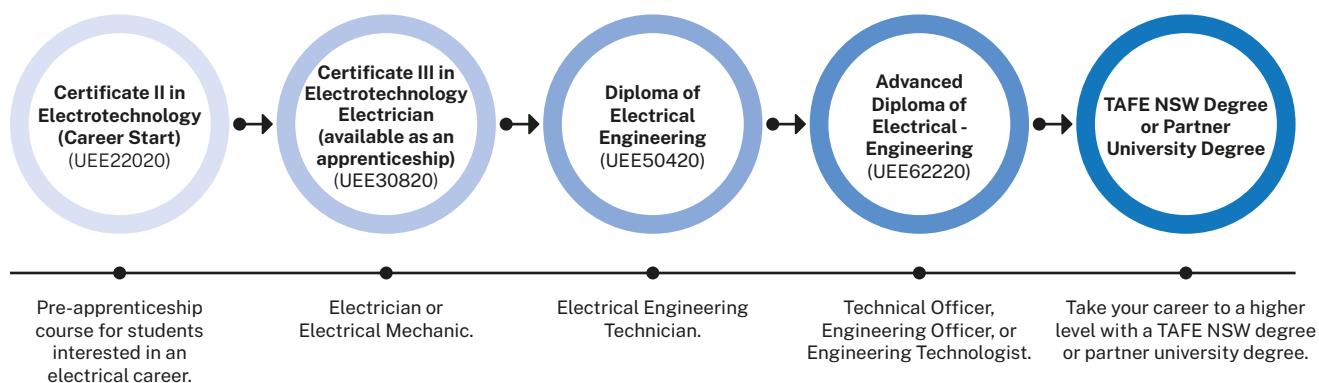 Certificate II in
Electrotechnology
(Career Start)
(UEE22020)
Certificate III in
Electrotechnology
Electrician
(available as an
apprenticeship)
(UEE30820)
Diploma of
Electrical
Engineering
(UEE50420)
Advanced
Diploma of
Electrical -
Engineering
(UEE62220)
TAFE NSW Degree
or Partner
University Degree
Pre-apprenticeship
course for students
interested in an
electrical career.
Electrician or
Electrical Mechanic.
Electrical Engineering
Technician.
Technical Officer,
Engineering Officer, or
Engineering Technologist.
Take your career to a higher
level with a TAFE NSW degree
or partner university degree.